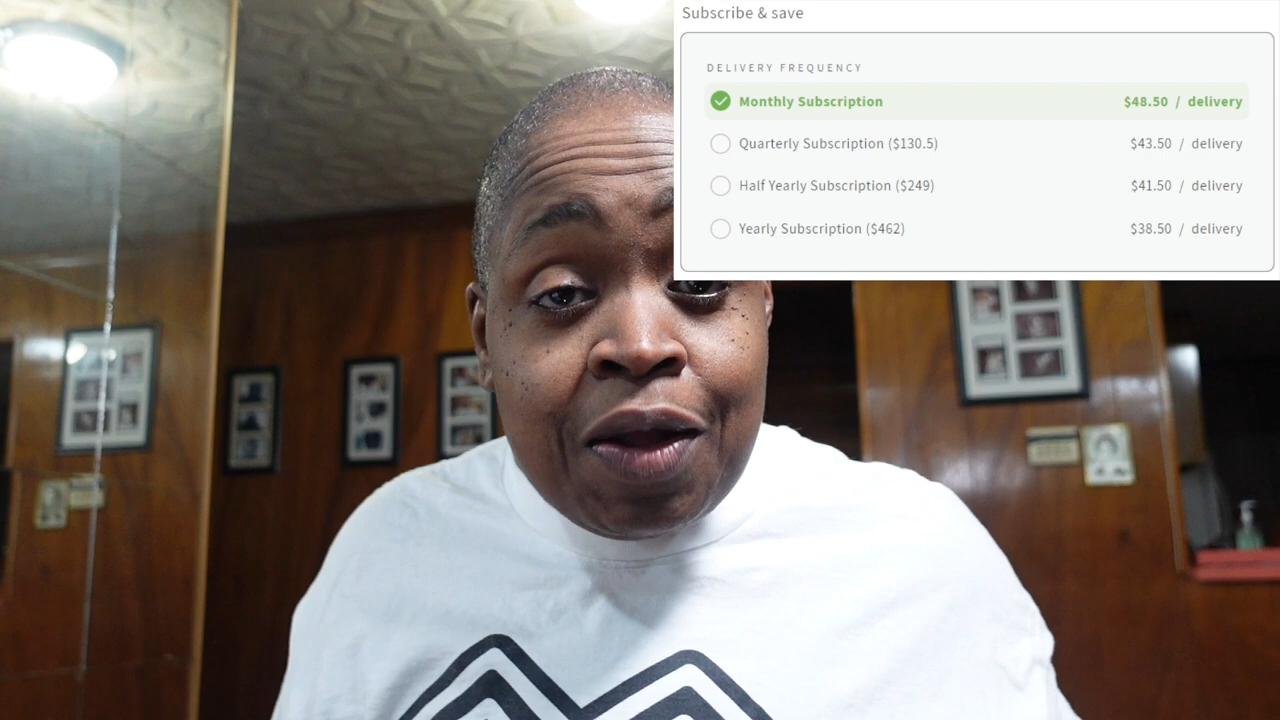 Subscribe & save
DELIVERY FREQUENCY
Monthly Subscription $48.50 / delivery
Quarterly Subscription ($130.5) $43.50 / delivery
Half Yearly Subscription ($249) $41.50 / delivery
Yearly Subscription ($462) $38.50 / delivery